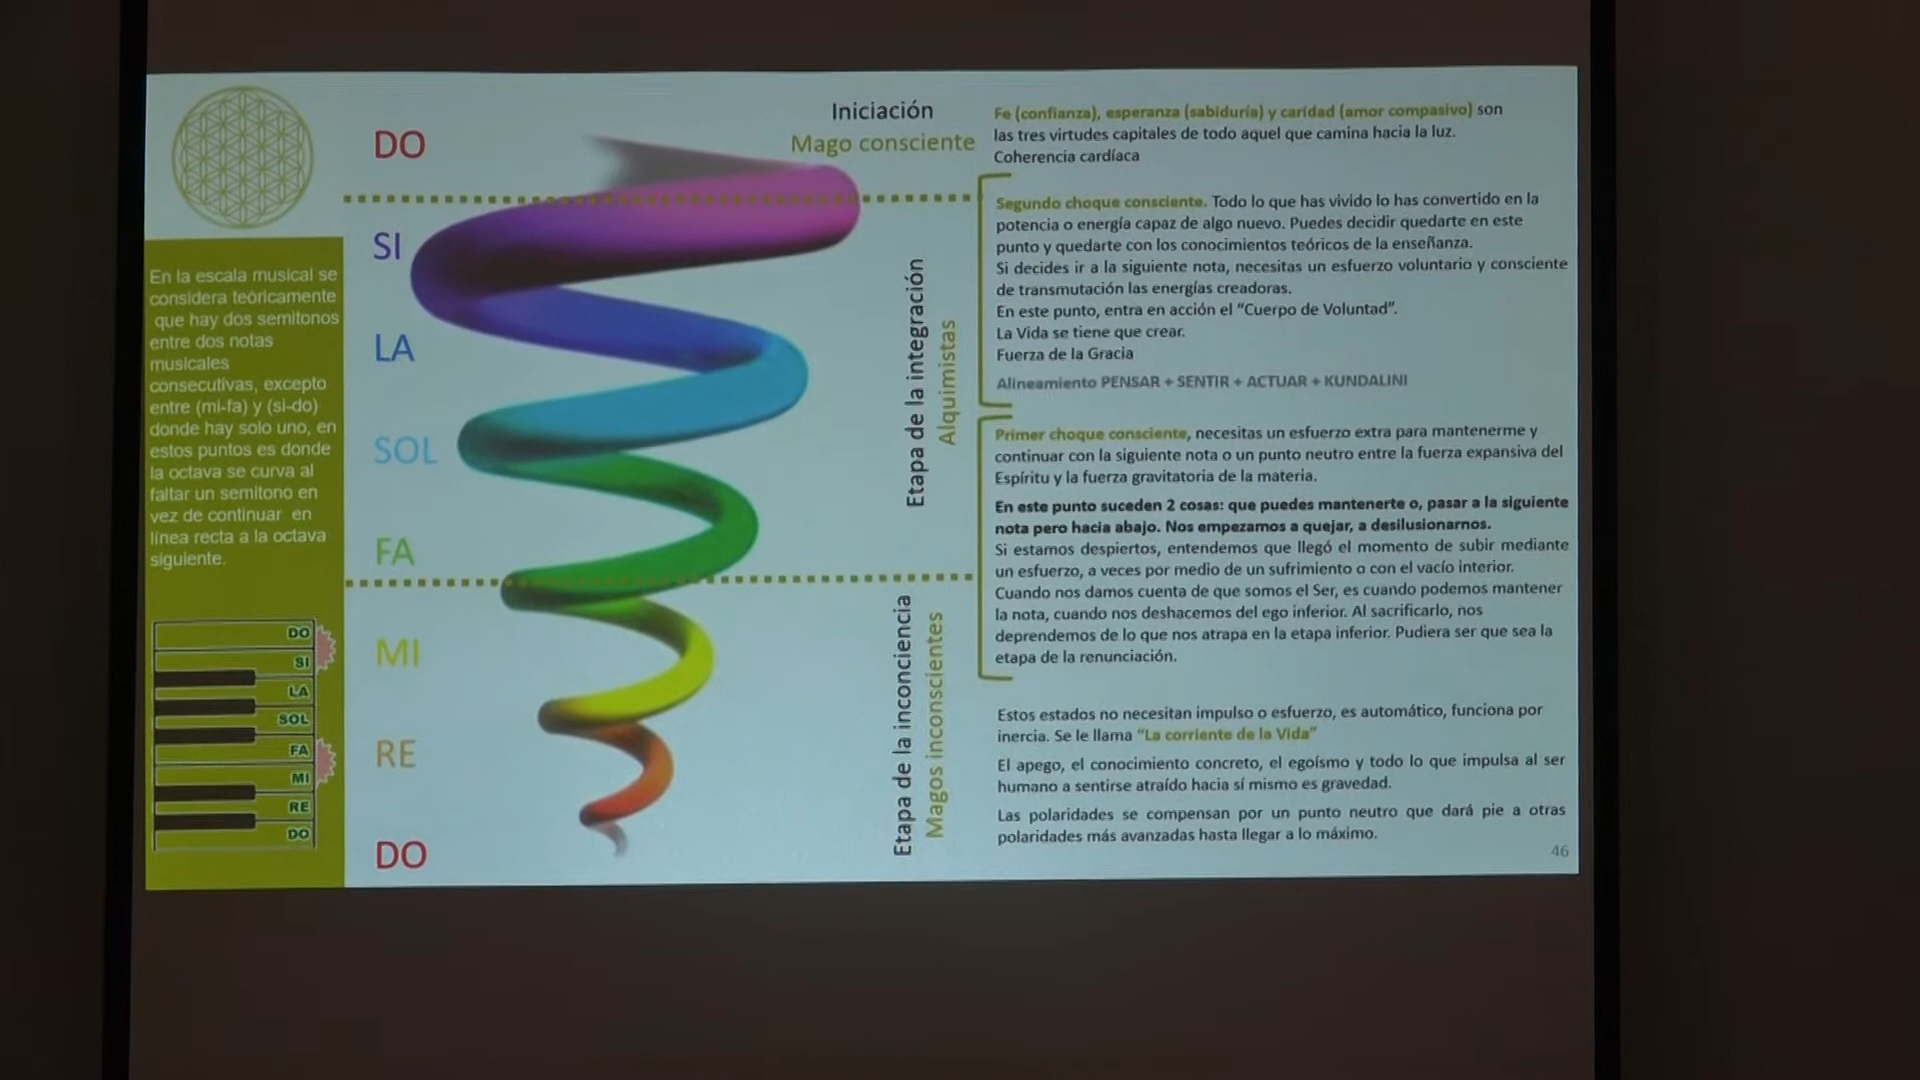 En la escala musical se
considera teóricamente
que hay dos semitonos
entre dos notas
musicales
consecutivas, excepto
entre (mi-fa) y (si-do)
donde hay solo uno, en
estos puntos es donde
la octava se curva al
faltar un semitono en
vez de continuar en
línea recta a la octava
siguiente.
DO
SI
LA
SOL
FA
MI
RE
DO
DO
SI
LA
SOL
FA
MI
RE
DO
Iniciación
Mago consciente
Etapa de la integración
Alquimistas
Etapa de la inconciencia
Magos inconscientes
Fe (confianza), esperanza (sabiduría) y caridad (amor compasivo) son
las tres virtudes capitales de todo aquel que camina hacia la luz.
Coherencia cardíaca
Segundo choque consciente. Todo lo que has vivido lo has convertido en la
potencia o energía capaz de algo nuevo. Puedes decidir quedarte en este
punto y quedarte con los conocimientos teóricos de la enseñanza.
Si decides ir a la siguiente nota, necesitas un esfuerzo voluntario y consciente
de transmutación las energías creadoras.
En este punto, entra en acción el “Cuerpo de Voluntad”.
La Vida se tiene que crear.
Fuerza de la Gracia
Alineamiento PENSAR + SENTIR + ACTUAR + KUNDALINI
Primer choque consciente, necesitas un esfuerzo extra para mantenerme y
continuar con la siguiente nota o un punto neutro entre la fuerza expansiva del
Espíritu y la fuerza gravitatoria de la materia.
En este punto suceden 2 cosas: que puedes mantenerte o, pasar a la siguiente
nota pero hacia abajo. Nos empezamos a quejar, a desilusionarnos.
Si estamos despiertos, entendemos que llegó el momento de subir mediante
un esfuerzo, a veces por medio de un sufrimiento o con el vacío interior.
Cuando nos damos cuenta de que somos el Ser, es cuando podemos mantener
la nota, cuando nos deshacemos del ego inferior. Al sacrificarlo, nos
deprendemos de lo que nos atrapa en la etapa inferior. Pudiera ser que sea la
etapa de la renunciación.
Estos estados no necesitan impulso o esfuerzo, es automático, funciona por
inercia. Se le llama “La corriente de la Vida”
El apego, el conocimiento concreto, el egoísmo y todo lo que impulsa al ser
humano a sentirse atraído hacia sí mismo es gravedad.
Las polaridades se compensan por un punto neutro que dará pie a otras
polaridades más avanzadas hasta llegar a lo máximo.
46